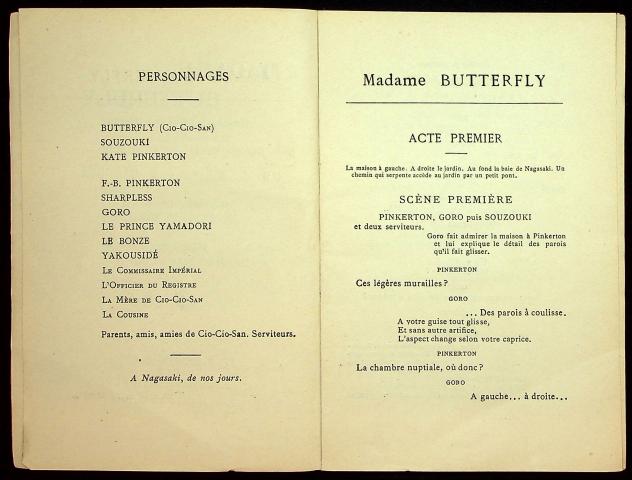 PERSONNAGES
BUTTERFLY (Cio-Cio-San)
SOUZOUKI
KATE PINKERTON
F.-B. PINKERTON
SHARPLESS
GORO
LE PRINCE YAMADORI
LE BONZE
YAKOUSIDÉ
Le Commissaire Impérial
L'Officier du Registre
La Mère de Cio-Cio-San
La Cousine
Parents, amis, amies de Cio-Cio-San. Serviteurs.
A Nagasaki, de nos jours.
Madame BUTTERFLY
ACTE PREMIER
La maison à gauche. A droite le jardin. Au fond la baie de Nagasaki. Un
chemin qui serpente accède au jardin par un petit pont.
SCÈNE PREMIÈRE
PINKERTON, GORO puis SOUZOUKI
et deux serviteurs.
Goro fait admirer la maison à Pinkerton
et lui explique le détail des parois
qu'il fait glisser.
PINKERTON
Ces légères murailles ?
GORO
... Des parois à coulisse.
A votre guise tout glisse,
Et sans autre artifice,
L'aspect change selon votre caprice.
PINKERTON
La chambre nuptiale, où donc ?
GORO
A gauche... à droite...